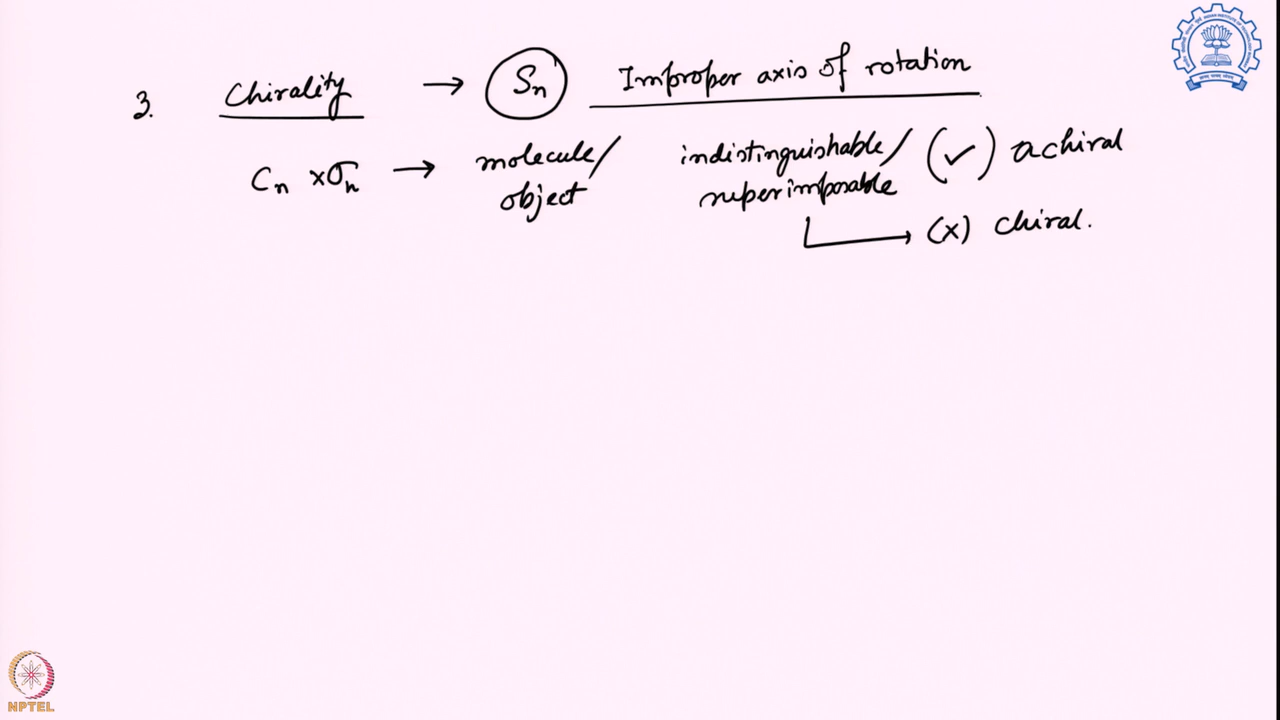 3. Chirality → Sn Improper axis of rotation
Cn × σh → molecule/ object indistinguishable/ superimposable (✓) achiral
(x) chiral.
NPTEL